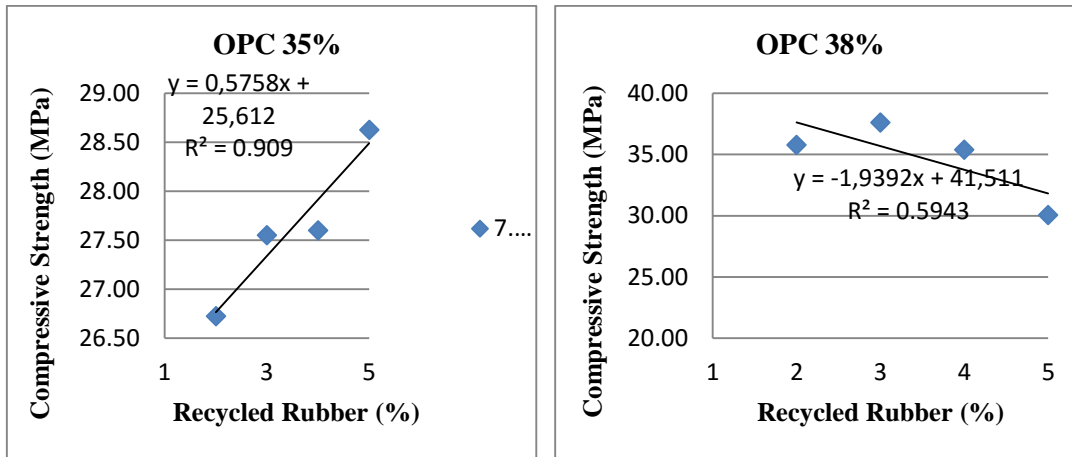 OPC 35%
y = 0,5758x +
25,612
R² = 0.909
Compressive Strength (MPa)
29.00
28.50
28.00
27.50
27.00
26.50
1 3 5
Recycled Rubber (%)
7....
OPC 38%
y = -1,9392x + 41,511
R² = 0.5943
Compressive Strength (MPa)
40.00
35.00
30.00
25.00
20.00
1 2 3 4 5
Recycled Rubber (%)